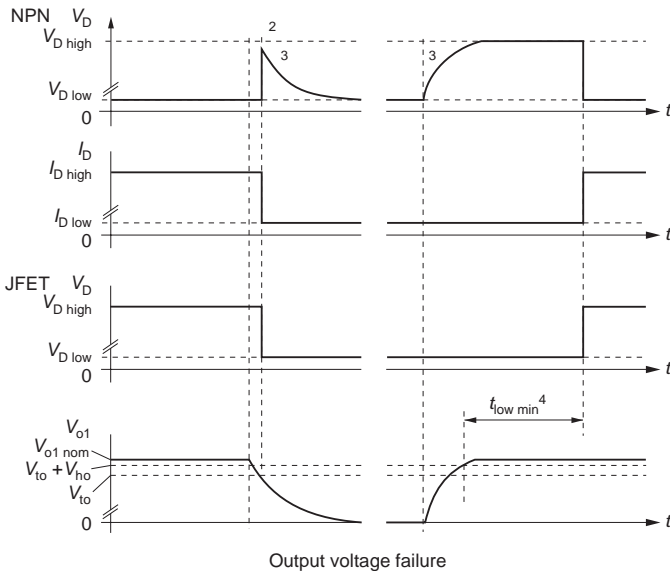 NPN V_D
2
V_D high
3
3
V_D low
0
t
I_D
I_D high
I_D low
0
t
JFET V_D
V_D high
V_D low
0
t
t_low min^4
V_o1
V_o1 nom
V_to + V_ho
V_to
0
t
Output voltage failure